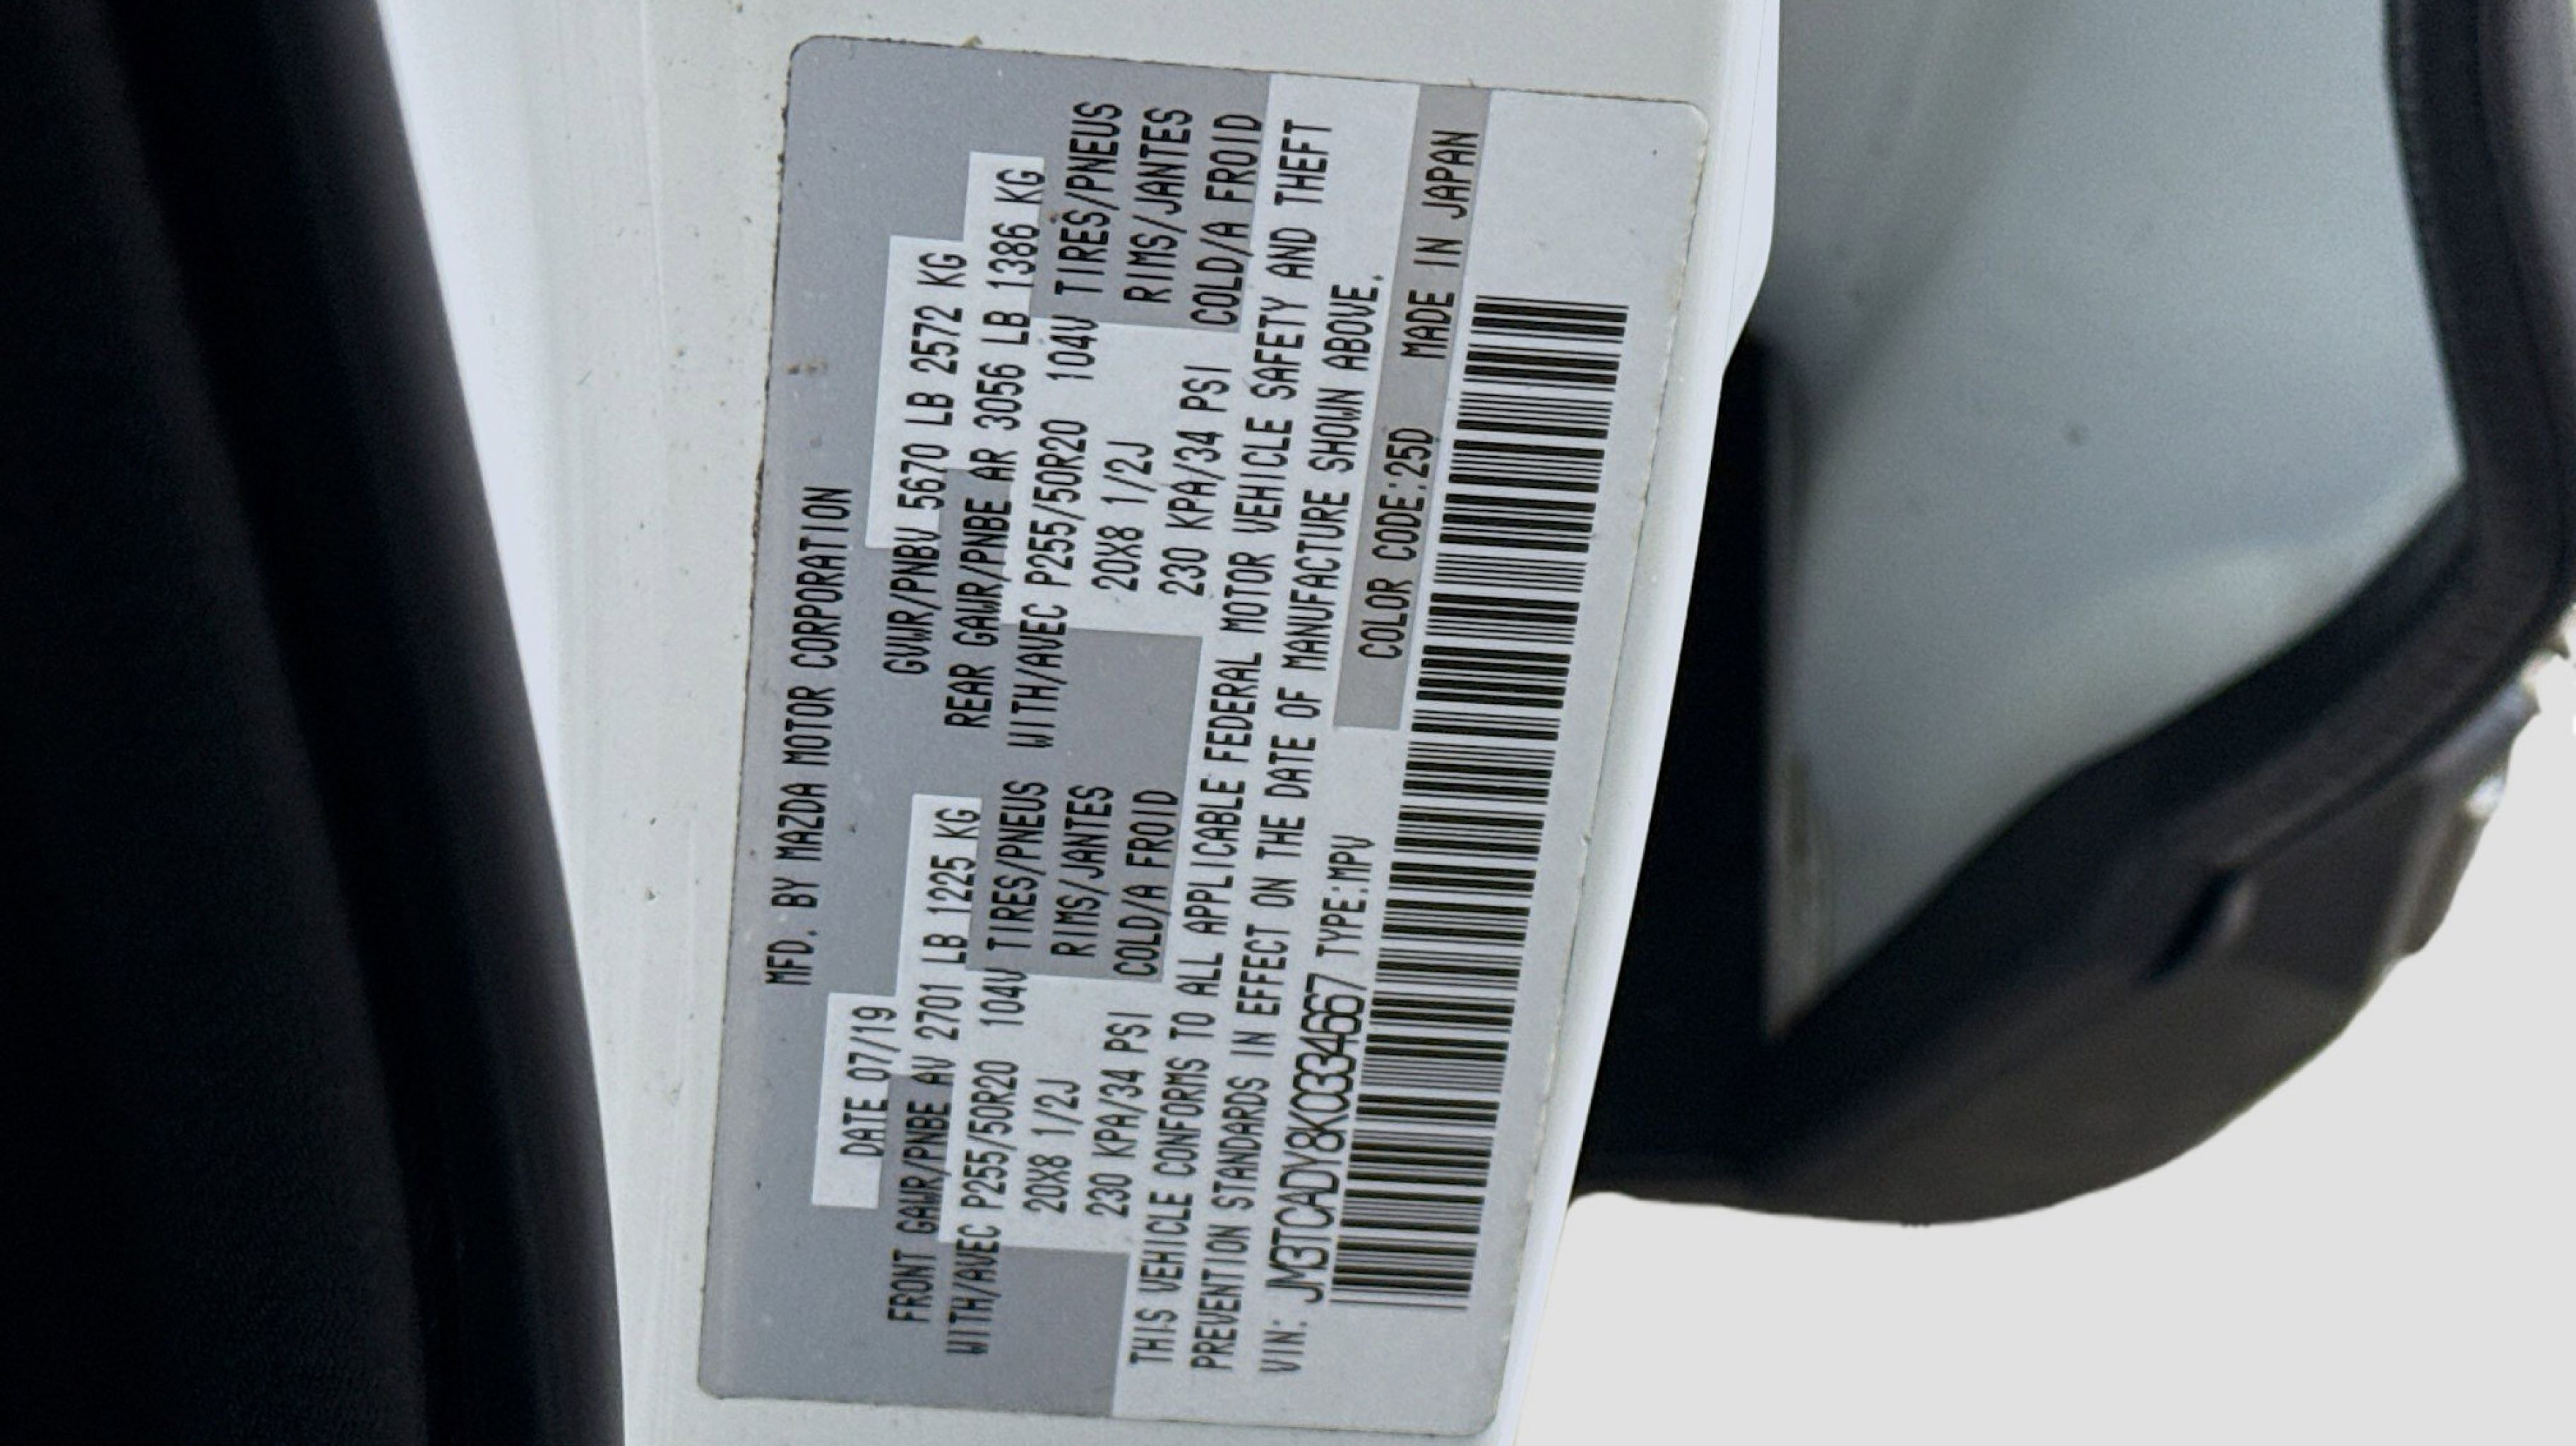 MFD. BY MAZDA MOTOR CORPORATION
DATE 07/19 GVWR/PNBV 5670 LB 2572 KG
FRONT GAWR/PNBE AV 2701 LB 1225 KG REAR GAWR/PNBE AR 3056 LB 1386 KG
WITH/AVEC P255/50R20 104V TIRES/PNEUS WITH/AVEC P255/50R20 104V TIRES/PNEUS
20X8 1/2J RIMS/JANTES 20X8 1/2J RIMS/JANTES
230 KPA/34 PSI COLD/A FROID 230 KPA/34 PSI COLD/A FROID
THIS VEHICLE CONFORMS TO ALL APPLICABLE FEDERAL MOTOR VEHICLE SAFETY AND THEFT
PREVENTION STANDARDS IN EFFECT ON THE DATE OF MANUFACTURE SHOWN ABOVE.
VIN: JM3TCADY8K0334667 TYPE:MPV COLOR CODE:25D MADE IN JAPAN